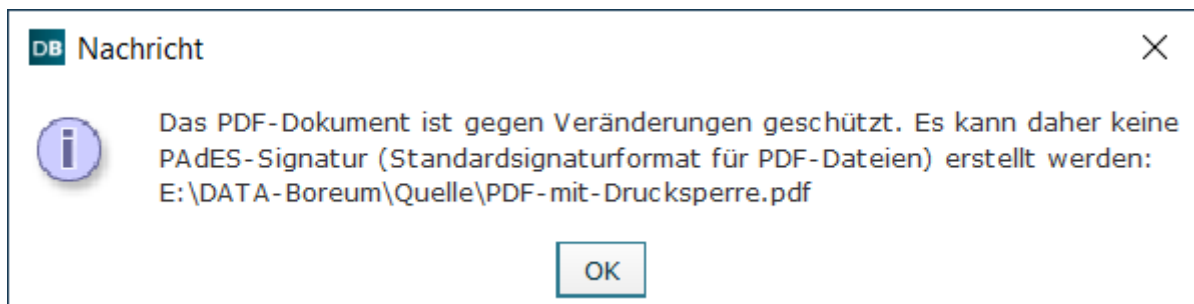 DB Nachricht
Das PDF-Dokument ist gegen Veränderungen geschützt. Es kann daher keine
PAdES-Signatur (Standardsignaturformat für PDF-Dateien) erstellt werden:
E:\DATA-Boreum\Quelle\PDF-mit-Drucksperre.pdf
OK